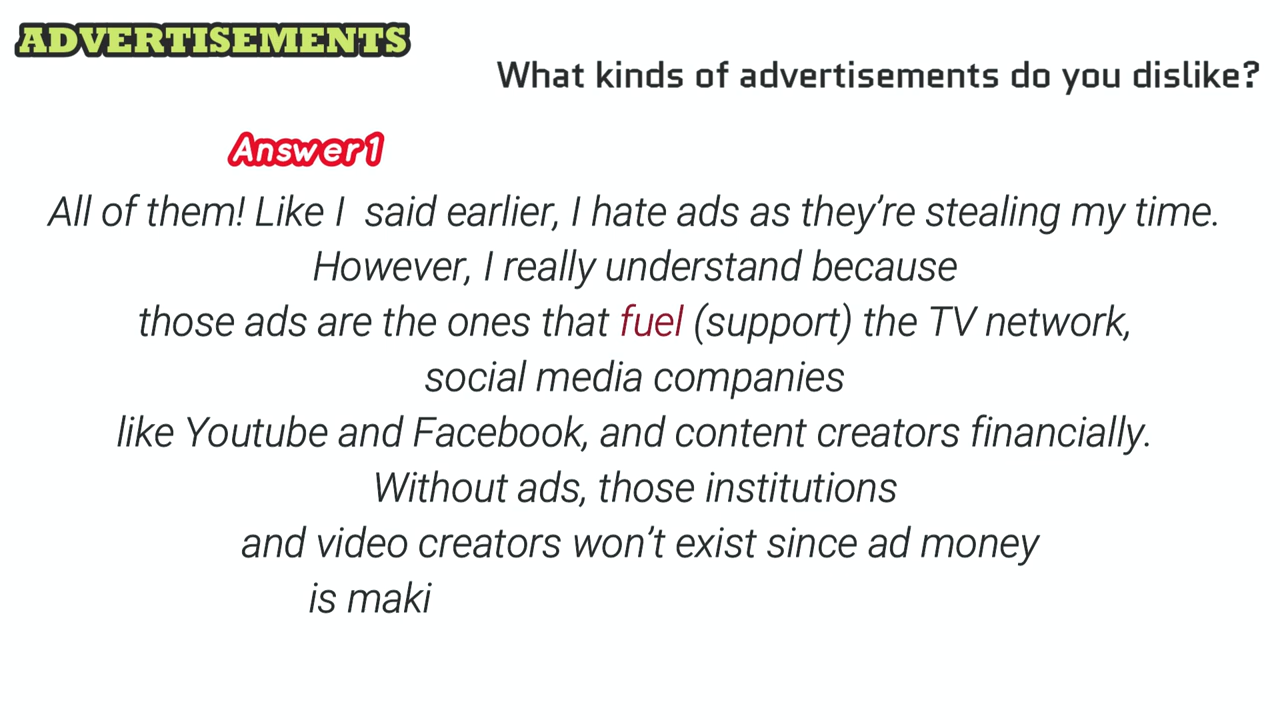 ADVERTISEMENTS
What kinds of advertisements do you dislike?
Answer 1
All of them! Like I said earlier, I hate ads as they're stealing my time.
However, I really understand because
those ads are the ones that fuel (support) the TV network,
social media companies
like Youtube and Facebook, and content creators financially.
Without ads, those institutions
and video creators won't exist since ad money
is maki